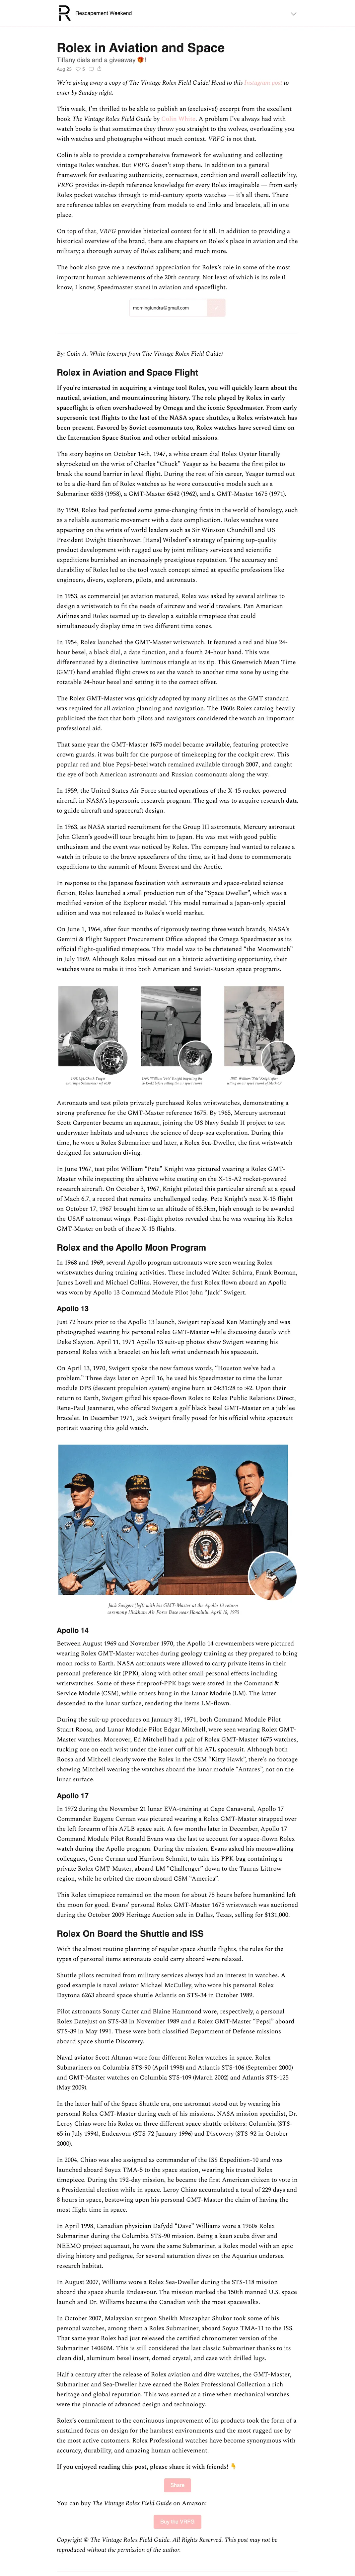 Rescapement Weekend
Rolex in Aviation and Space
Tiffany dials and a giveaway 🎁!
Aug 20
We're giving away a copy of The Vintage Rolex Field Guide! Head to this Instagram post to
enter by Sunday night.
This week, I'm thrilled to be able to publish an (exclusive!) excerpt from the excellent
book The Vintage Rolex Field Guide by Colin White. A problem I've always had with
watch books is that sometimes they throw you straight to the wolves, overloading you
with watches and photographs without much context. VRFG is not that.
Colin is able to provide a comprehensive framework for evaluating and collecting
vintage Rolex watches. But VRFG doesn't stop there. In addition to a general
framework for evaluating authenticity, correctness, condition and overall collectibility,
VRFG provides in-depth reference knowledge for every Rolex imaginable — from early
Rolex pocket watches through to mid-century sports watches — it's all there. There
are reference tables on everything from models to end links and bracelets, all in one
place.
On top of that, VRFG provides historical context for it all. In addition to providing a
historical overview of the brand, there are chapters on Rolex's place in aviation and the
military; a thorough survey of Rolex calibers; and much more.
The book also gave me a newfound appreciation for Rolex's role in some of the most
important human achievements of the 20th century. Not least of which is its role (I
know, I know, Speedmaster stans) in aviation and spaceflight.
morningtundra@gmail.com
By: Colin A. White (excerpt from The Vintage Rolex Field Guide)
Rolex in Aviation and Space Flight
If you're interested in acquiring a vintage tool Rolex, you will quickly learn about the
nautical, aviation, and mountaineering history. The role played by Rolex in early
spaceflight is often overshadowed by Omega and the iconic Speedmaster. From early
supersonic test flights to the last of the NASA space shuttles, a Rolex wristwatch has
been present. Favored by Soviet cosmonauts too, Rolex watches have served time on
the Internation Space Station and other orbital missions.
The story begins on October 14th, 1947, a white cream dial Rolex Oyster literally
skyrocketed on the wrist of Charles “Chuck” Yeager as he became the first pilot to
break the sound barrier in level flight. During the rest of his career, Yeager turned out
to be a die-hard fan of Rolex watches as he wore consecutive models such as a
Submariner 6538 (1958), a GMT-Master 6542 (1962), and a GMT-Master 1675 (1971).
By 1950, Rolex had perfected some game-changing firsts in the world of horology, such
as a reliable automatic movement with a date complication. Rolex watches were
appearing on the wrists of world leaders such as Sir Winston Churchill and US
President Dwight Eisenhower. [Hans] Wilsdorf's strategy of pairing top-quality
product development with rugged use by joint military services and scientific
expeditions burnished an increasingly prestigious reputation. The accuracy and
durability of Rolex led to the tool watch concept aimed at specific professions like
engineers, divers, explorers, pilots, and astronauts.
In 1953, as commercial jet aviation matured, Rolex was asked by several airlines to
design a wristwatch to fit the needs of aircrew and world travelers. Pan American
Airlines and Rolex teamed up to develop a suitable timepiece that could
simultaneously display time in two different time zones.
In 1954, Rolex launched the GMT-Master wristwatch. It featured a red and blue 24-
hour bezel, a black dial, a date function, and a fourth 24-hour hand. This was
differentiated by a distinctive luminous triangle at its tip. This Greenwich Mean Time
(GMT) hand enabled flight crews to set the watch to another time zone by using the
rotatable 24-hour bezel and setting it to the correct offset.
The Rolex GMT-Master was quickly adopted by many airlines as the GMT standard
was required for all aviation planning and navigation. The 1960s Rolex catalog heavily
publicized the fact that both pilots and navigators considered the watch an important
professional aid.
That same year the GMT-Master 1675 model became available, featuring protective
crown guards. it was built for the purpose of timekeeping for the cockpit crew. This
popular red and blue Pepsi-bezel watch remained available through 2007, and caught
the eye of both American astronauts and Russian cosmonauts along the way.
In 1959, the United States Air Force started operations of the X-15 rocket-powered
aircraft in NASA's hypersonic research program. The goal was to acquire research data
to guide aircraft and spacecraft design.
In 1963, as NASA started recruitment for the Group III astronauts, Mercury astronaut
John Glenn's goodwill tour brought him to Japan. He was met with good public
enthusiasm and the event was noticed by Rolex. The company had wanted to release a
timepiece to cherish the brave spacefarers of the time, as it had done to commemorate
expeditions to the summit of Mount Everest and the Arctic.
In response to the Japanese fascination with astronauts and space-related science
fiction, Rolex launched a small production run of the “Space Dweller”, which was a
modified version of the Explorer model. This model remained a Japan-only special
edition and was not released to Rolex's world market.
On June 1, 1964, after four months of rigorously testing three watch brands, NASA's
Gemini & Flight Support Procurement Office adopted the Omega Speedmaster as its
official flight-qualified timepiece. This model was to be christened “the Moonwatch”
in July 1969. Although Rolex missed out on a historic advertising opportunity, their
watches were to make it into both American and Soviet-Russian space programs.
Astronauts and test pilots privately purchased Rolex wristwatches, demonstrating a
strong preference for the GMT-Master reference 1675. By 1965, Mercury astronaut
Scott Carpenter became an aquanaut, joining the US Navy Sealab II project to test
underwater habitats and advance the science of deep-sea exploration. During this
time, he wore a Rolex Submariner and later, a Rolex Sea-Dweller, the first wristwatch
designed for saturation diving.
In June 1967, test pilot William “Pete” Knight was pictured wearing a Rolex GMT-
Master while inspecting the ablative white coating on the X-15-A2 rocket-powered
research aircraft. On October 3, 1967, Knight piloted this particular aircraft at a speed
of Mach 6.7, a record that remains unchallenged today. Pete Knight's next X-15 flight
on October 17, 1967 brought him to an altitude of 85.5km, high enough to be awarded
the USAF astronaut wings. Post-flight photos revealed that he was wearing his Rolex
GMT-Master on both of these X-15 flights.
Rolex and the Apollo Moon Program
In 1968 and 1969, several Apollo program astronauts were seen wearing Rolex
wristwatches during training activities. These included Walter Schirra, Frank Borman,
James Lovell and Michael Collins. However, the first Rolex flown aboard an Apollo
was worn by Apollo 13 Command Module Pilot John “Jack” Swigert.
Apollo 13
Just 72 hours prior to the Apollo 13 launch, Swigert replaced Ken Mattingly and was
photographed wearing his personal rolex GMT-Master while discussing details with
Deke Slayton. April 11, 1971 Apollo 13 suit-up photos show Swigert wearing his
personal Rolex with a bracelet on his left wrist underneath his spacesuit.
On April 13, 1970, Swigert spoke the now famous words, “Houston we've had a
problem.” Three days later on April 16, he used his Speedmaster to time the lunar
module DPS (descent propulsion system) engine burn at 04:31:28 to :42. Upon their
return to Earth, Swigert gifted his space-flown Rolex to Rolex Public Relations Direct,
Rene-Paul Jeanneret, who offered Swigert a golf black bezel GMT-Master on a jubilee
bracelet. In December 1971, Jack Swigert finally posed for his official white spacesuit
portrait wearing this gold watch.
Jack Swigert (left) with his GMT-Master at the Apollo 13 return
ceremony Hickham Air Force Base near Honolulu. April 18, 1970
Apollo 14
Between August 1969 and November 1970, the Apollo 14 crewmembers were pictured
wearing Rolex GMT-Master watches during geology training as they prepared to bring
moon rocks to Earth. NASA astronauts were allowed to carry private items in their
personal preference kit (PPK), along with other small personal effects including
wristwatches. Some of these fireproof-PPK bags were stored in the Command &
Service Module (CSM), while others hung in the Lunar Module (LM). The latter
descended to the lunar surface, rendering the items LM-flown.
During the suit-up procedures on January 31, 1971, both Command Module Pilot
Stuart Roosa, and Lunar Module Pilot Edgar Mitchell, were seen wearing Rolex GMT-
Master watches. Moreover, Ed Mitchell had a pair of Rolex GMT-Master 1675 watches,
tucking one on each wrist under the inner cuff of his A7L spacesuit. Although both
Roosa and Mithcell clearly wore the Rolexs in the CSM “Kitty Hawk”, there's no footage
showing Mitchell wearing the watches aboard the lunar module “Antares”, not on the
lunar surface.
Apollo 17
In 1972 during the November 21 lunar EVA-training at Cape Canaveral, Apollo 17
Commander Eugene Cernan was pictured wearing a Rolex GMT-Master strapped over
the left forearm of his A7LB space suit. A few months later in December, Apollo 17
Command Module Pilot Ronald Evans was the last to account for a space-flown Rolex
watch during the Apollo program. During the mission, Evans asked his moonwalking
colleagues, Gene Cernan and Harrison Schmitt, to take his PPK-bag containing a
private Rolex GMT-Master, aboard LM “Challenger” down to the Taurus Littrow
region, while he orbited the moon aboard CSM “America”.
This Rolex timepiece remained on the moon for about 75 hours before humankind left
the moon for good. Evans' personal Rolex GMT-Master 1675 wristwatch was auctioned
during the October 2009 Heritage Auction sale in Dallas, Texas, selling for $131,000.
Rolex On Board the Shuttle and ISS
With the almost routine planning of regular space shuttle flights, the rules for the
types of personal items astronauts could carry aboard were relaxed.
Shuttle pilots recruited from military services always had an interest in watches. A
good example is naval aviator Michael McCulley, who wore his personal Rolex
Daytona 6263 aboard space shuttle Atlantis on STS-34 in October 1989.
Pilot astronauts Sonny Carter and Blaine Hammond wore, respectively, a personal
Rolex Datejust on STS-33 in November 1989 and a Rolex GMT-Master “Pepsi” aboard
STS-39 in May 1991. These were both classified Department of Defense missions
aboard space shuttle Discovery.
Naval aviator Scott Altman wore four different Rolex watches in space. Rolex
Submariners on Columbia STS-90 (April 1998) and Atlantis STS-106 (September 2000)
and GMT-Master watches on Columbia STS-109 (March 2002) and Atlantis STS-125
(May 2009).
In the latter half of the Space Shuttle era, one astronaut stood out by wearing his
personal Rolex GMT-Master during each of his missions. NASA mission specialist, Dr.
Leroy Chiao wore his Rolex on three different space shuttle orbiters: Columbia (STS-
65 in July 1994), Endeavour (STS-72 January 1996) and Discovery (STS-92 in October
2000).
In 2004, Chiao was also assigned as commander of the ISS Expedition-10 and was
launched aboard Soyuz TMA-5 to the space station, wearing his trusted Rolex
timepiece. During the 192-day mission, he became the first American citizen to vote in
a Presidential election while in space. Leroy Chiao accumulated a total of 229 days and
8 hours in space, bestowing upon his personal GMT-Master the claim of having the
most flight time in space.
In April 1998, Canadian physician Dafydd “Dave” Williams wore a 1960s Rolex
Submariner during the Columbia STS-90 mission. Being a keen scuba diver and
NEEMO project aquanaut, he wore the same Submariner, a Rolex model with an epic
diving history and pedigree, for several saturation dives on the Aquarius undersea
research habitat.
In August 2007, Williams wore a Rolex Sea-Dweller during the STS-118 mission
aboard the space shuttle Endeavour. The mission marked the 150th manned U.S. space
launch and Dr. Williams became the Canadian with the most spacewalks.
In October 2007, Malaysian surgeon Sheikh Muszaphar Shukor took some of his
personal watches, among them a Rolex Submariner, aboard Soyuz TMA-11 to the ISS.
That same year Rolex had just released the certified chronometer version of the
Submariner 14060M. This is still considered the last classic Submariner thanks to its
clean dial, aluminum bezel insert, domed crystal, and case with drilled lugs.
Half a century after the release of Rolex aviation and dive watches, the GMT-Master,
Submariner and Sea-Dweller have earned the Rolex Professional Collection a rich
heritage and global reputation. This was earned at a time when mechanical watches
were the pinnacle of advanced design and technology.
Rolex's commitment to the continuous improvement of its products took the form of a
sustained focus on design for the harshest environments and the most rugged use by
the most active customers. Rolex Professional watches have become synonymous with
accuracy, durability, and amazing human achievement.
If you enjoyed reading this post, please share it with friends! 👇
Share
You can buy The Vintage Rolex Field Guide on Amazon:
Buy the VRFG
Copyright © The Vintage Rolex Field Guide. All Rights Reserved. This post may not be
reproduced without the permission of the author.